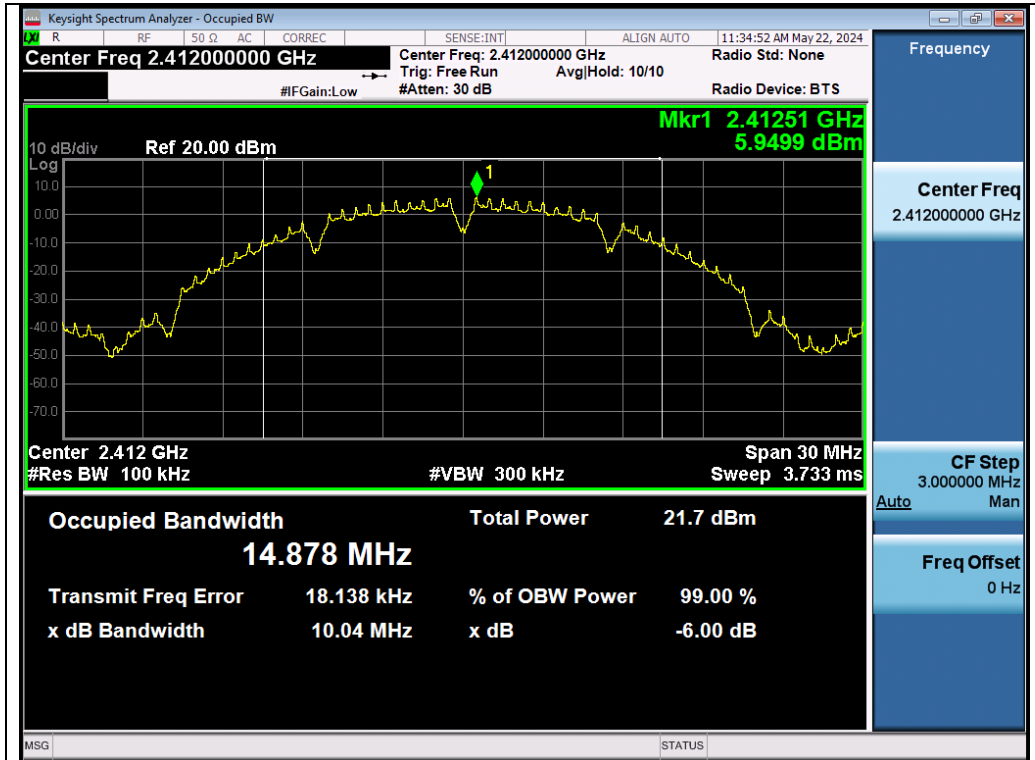 Keysight Spectrum Analyzer - Occupied BW
LXI R RF 50 Ω AC CORREC SENSE:INT ALIGN AUTO 11:34:52 AM May 22, 2024
Center Freq 2.412000000 GHz
Center Freq: 2.412000000 GHz Radio Std: None
Trig: Free Run Avg|Hold: 10/10
#IFGain:Low #Atten: 30 dB Radio Device: BTS
Mkr1 2.41251 GHz
5.9499 dBm
10 dB/div Ref 20.00 dBm
Log
10.0
0.00
-10.0
-20.0
-30.0
-40.0
-50.0
-60.0
-70.0
1
Center 2.412 GHz Span 30 MHz
#Res BW 100 kHz #VBW 300 kHz Sweep 3.733 ms
Occupied Bandwidth Total Power 21.7 dBm
14.878 MHz
Transmit Freq Error 18.138 kHz % of OBW Power 99.00 %
x dB Bandwidth 10.04 MHz x dB -6.00 dB
Frequency
Center Freq
2.412000000 GHz
CF Step
3.000000 MHz
Auto Man
Freq Offset
0 Hz
MSG STATUS